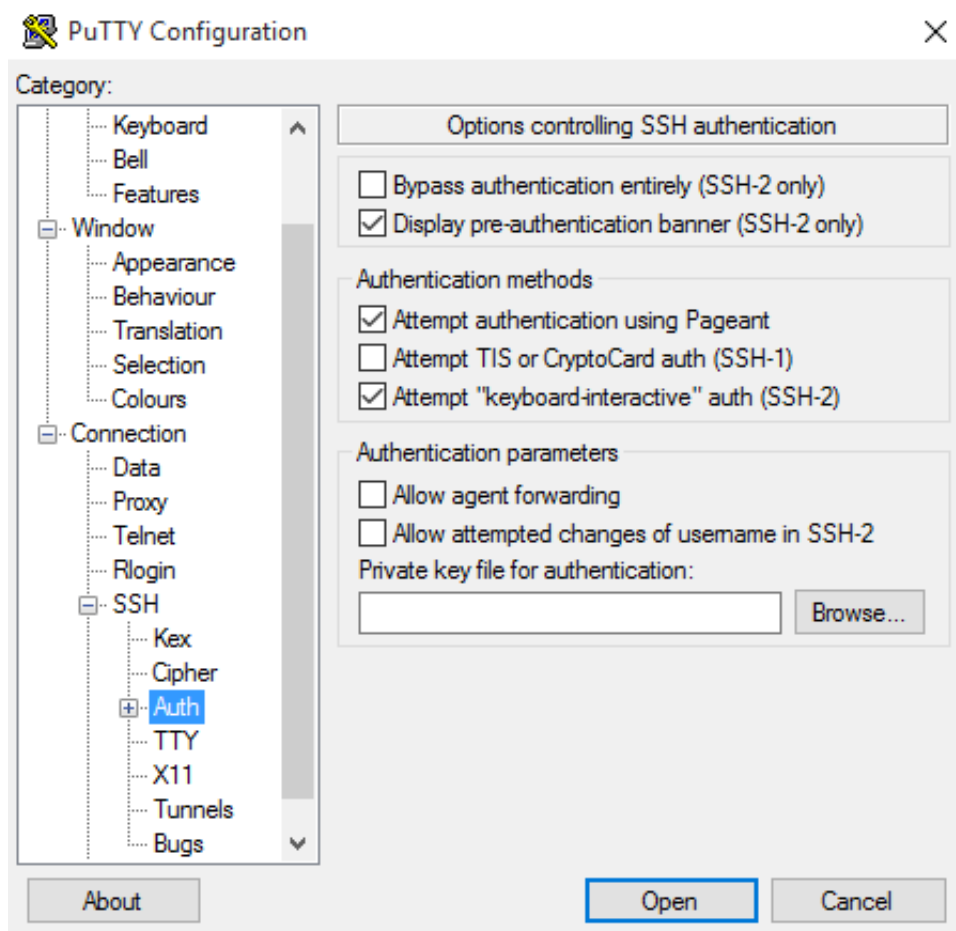 PuTTY Configuration
Category:
Keyboard
Bell
Features
Window
Appearance
Behaviour
Translation
Selection
Colours
Connection
Data
Proxy
Telnet
Rlogin
SSH
Kex
Cipher
Auth
TTY
X11
Tunnels
Bugs
Options controlling SSH authentication
Bypass authentication entirely (SSH-2 only)
Display pre-authentication banner (SSH-2 only)
Authentication methods
Attempt authentication using Pageant
Attempt TIS or CryptoCard auth (SSH-1)
Attempt "keyboard-interactive" auth (SSH-2)
Authentication parameters
Allow agent forwarding
Allow attempted changes of username in SSH-2
Private key file for authentication:
Browse...
About
Open
Cancel